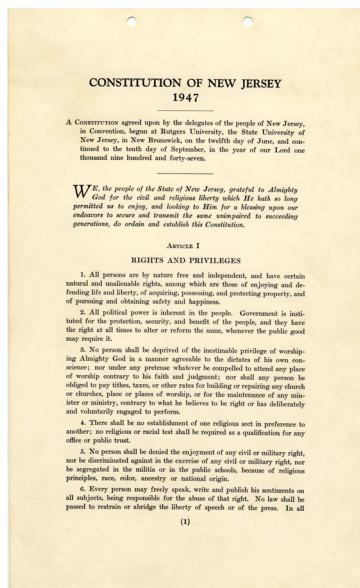 CONSTITUTION OF NEW JERSEY
1947
A CONSTITUTION agreed upon by the delegates of the people of New Jersey,
in Convention, begun at Rutgers University, the State University of
New Jersey, in New Brunswick, on the twelfth day of June, and con-
tinued to the tenth day of September, in the year of our Lord one
thousand nine hundred and forty-seven.
WE, the people of the State of New Jersey, grateful to Almighty
God for the civil and religious liberty which He hath so long
permitted us to enjoy, and looking to Him for a blessing upon our
endeavors to secure and transmit the same unimpaired to succeeding
generations, do ordain and establish this Constitution.
ARTICLE I
RIGHTS AND PRIVILEGES
1. All persons are by nature free and independent, and have certain
natural and unalienable rights, among which are those of enjoying and de-
fending life and liberty, of acquiring, possessing, and protecting property, and
of pursuing and obtaining safety and happiness.
2. All political power is inherent in the people. Government is insti-
tuted for the protection, security, and benefit of the people, and they have
the right at all times to alter or reform the same, whenever the public good
may require it.
3. No person shall be deprived of the inestimable privilege of worship-
ing Almighty God in a manner agreeable to the dictates of his own con-
science; nor under any pretense whatever be compelled to attend any place
of worship contrary to his faith and judgment; nor shall any person be
obliged to pay tithes, taxes, or other rates for building or repairing any church
or churches, place or places of worship, or for the maintenance of any min-
ister or ministry, contrary to what he believes to be right or has deliberately
and voluntarily engaged to perform.
4. There shall be no establishment of one religious sect in preference to
another; no religious or racial test shall be required as a qualification for any
office or public trust.
5. No person shall be denied the enjoyment of any civil or military right,
nor be discriminated against in the exercise of any civil or military right, nor
be segregated in the militia or in the public schools, because of religious
principles, race, color, ancestry or national origin.
6. Every person may freely speak, write and publish his sentiments on
all subjects, being responsible for the abuse of that right. No law shall be
passed to restrain or abridge the liberty of speech or of the press. In all
(1)